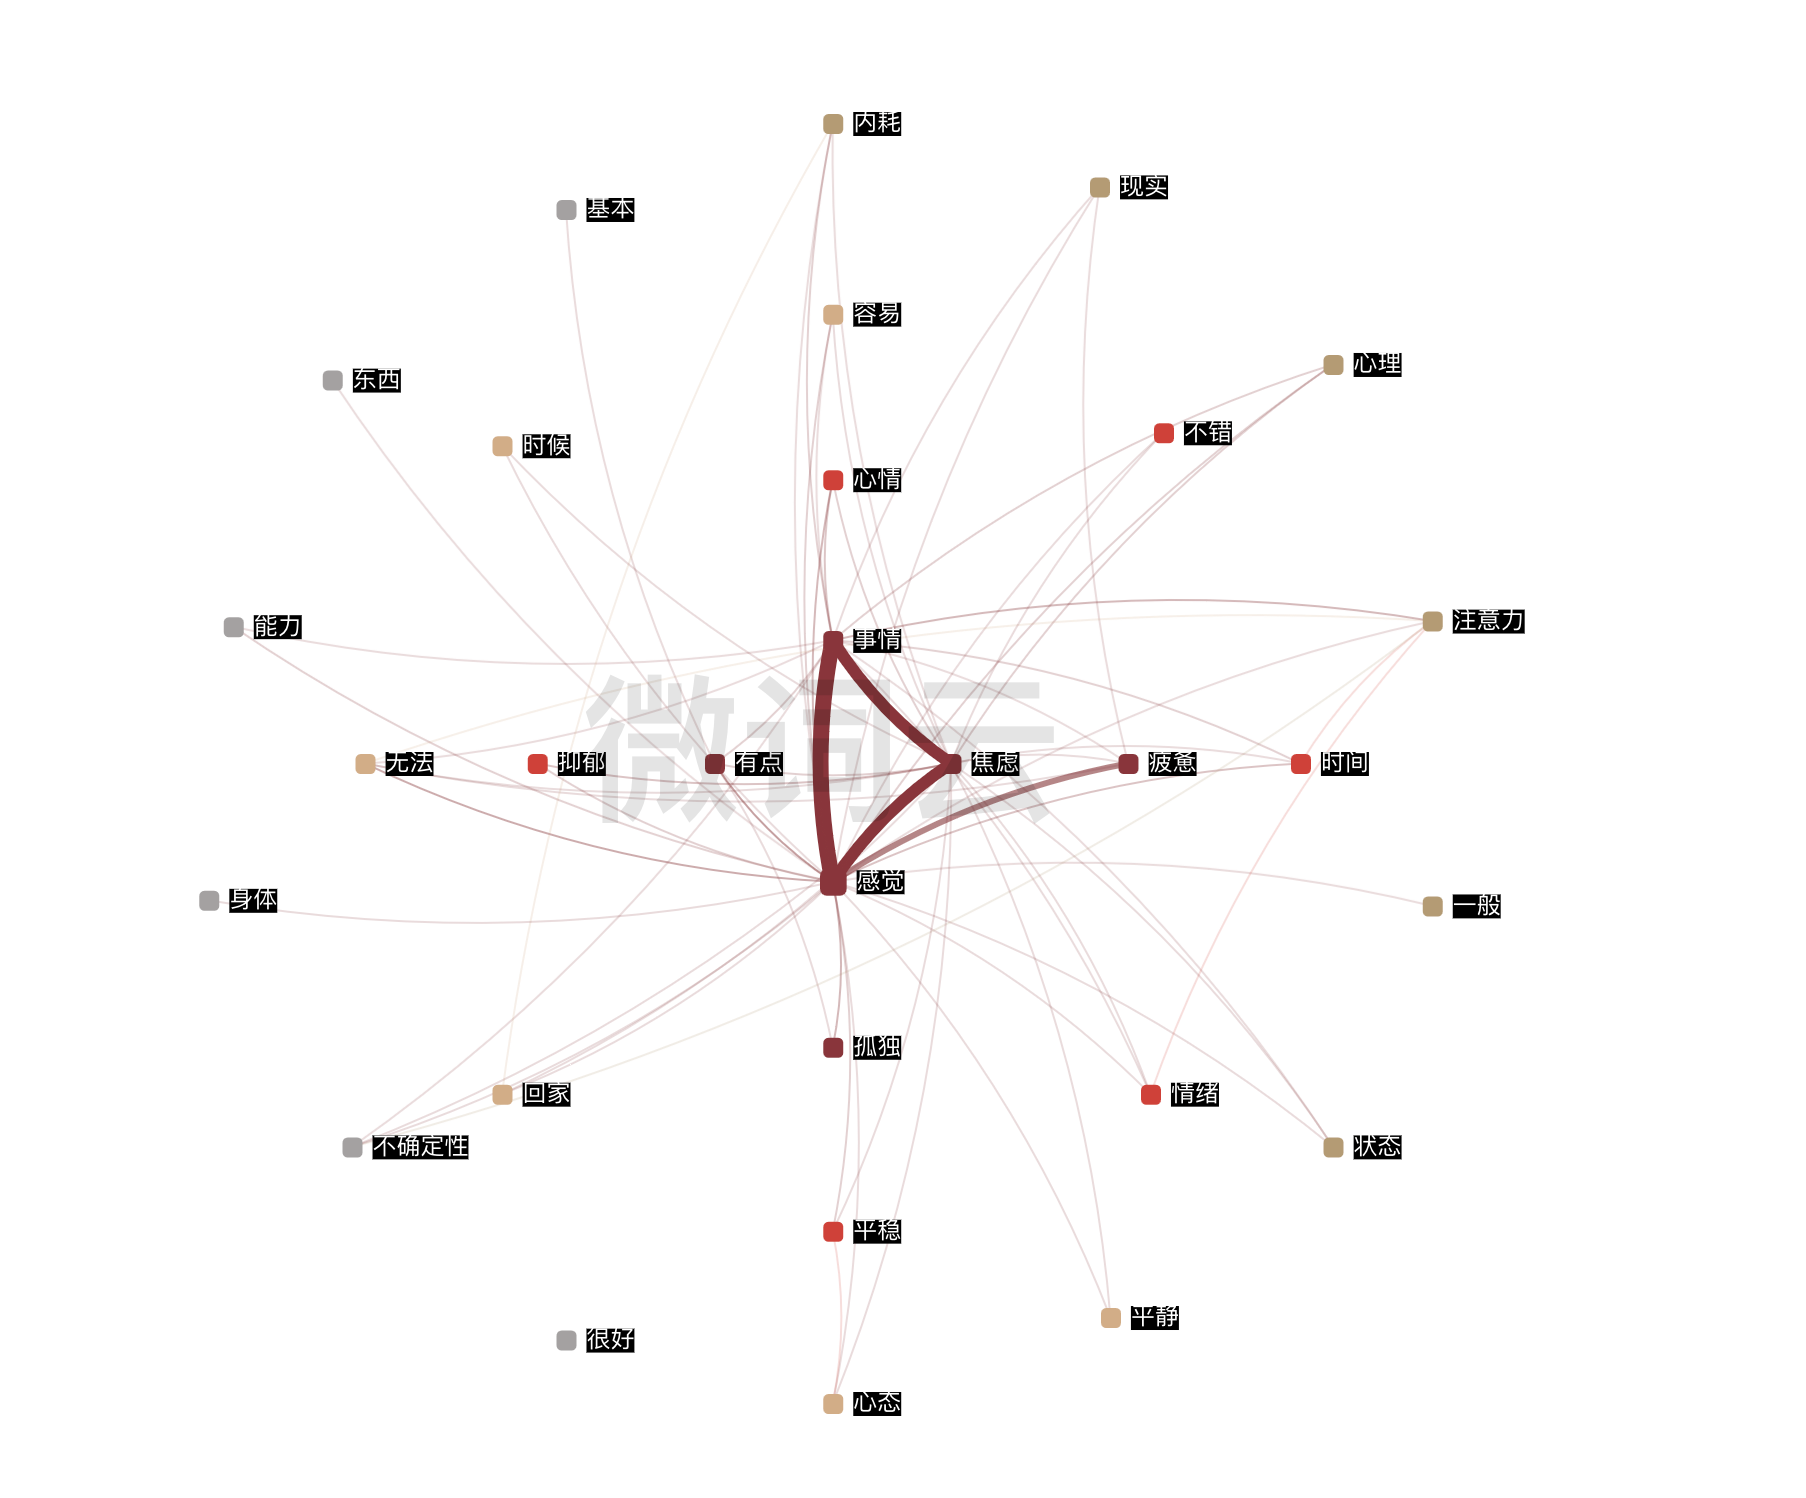 内耗
现实
基本
容易
心理
东西
不错
时候
心情
注意力
能力
事情
微词云
无法
抑郁
有点
焦虑
疲惫
时间
感觉
身体
一般
孤独
回家
情绪
不确定性
状态
平稳
平静
很好
心态